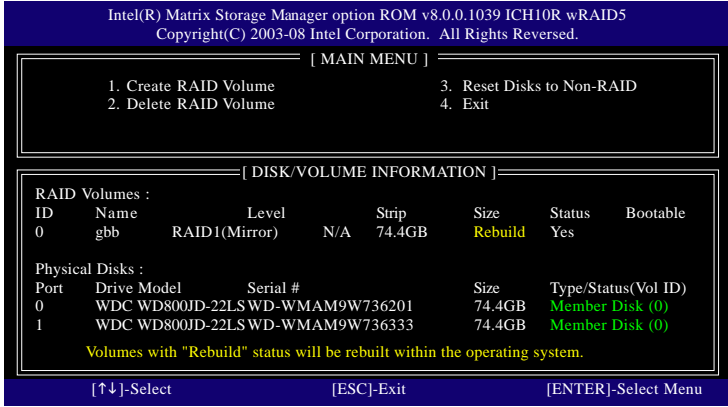 Intel(R) Matrix Storage Manager option ROM v8.0.0.1039 ICH10R wRAID5
Copyright(C) 2003-08 Intel Corporation.  All Rights Reversed.
[ MAIN MENU ]
1. Create RAID Volume 3. Reset Disks to Non-RAID
2. Delete RAID Volume 4. Exit
[ DISK/VOLUME INFORMATION ]
RAID Volumes :
ID Name Level Strip Size Status Bootable
0 gbb RAID1(Mirror) N/A 74.4GB Rebuild Yes
Physical Disks :
Port Drive Model Serial # Size Type/Status(Vol ID)
0 WDC WD800JD-22LS WD-WMAM9W736201 74.4GB Member Disk (0)
1 WDC WD800JD-22LS WD-WMAM9W736333 74.4GB Member Disk (0)
Volumes with "Rebuild" status will be rebuilt within the operating system.
[↑↓]-Select [ESC]-Exit [ENTER]-Select Menu